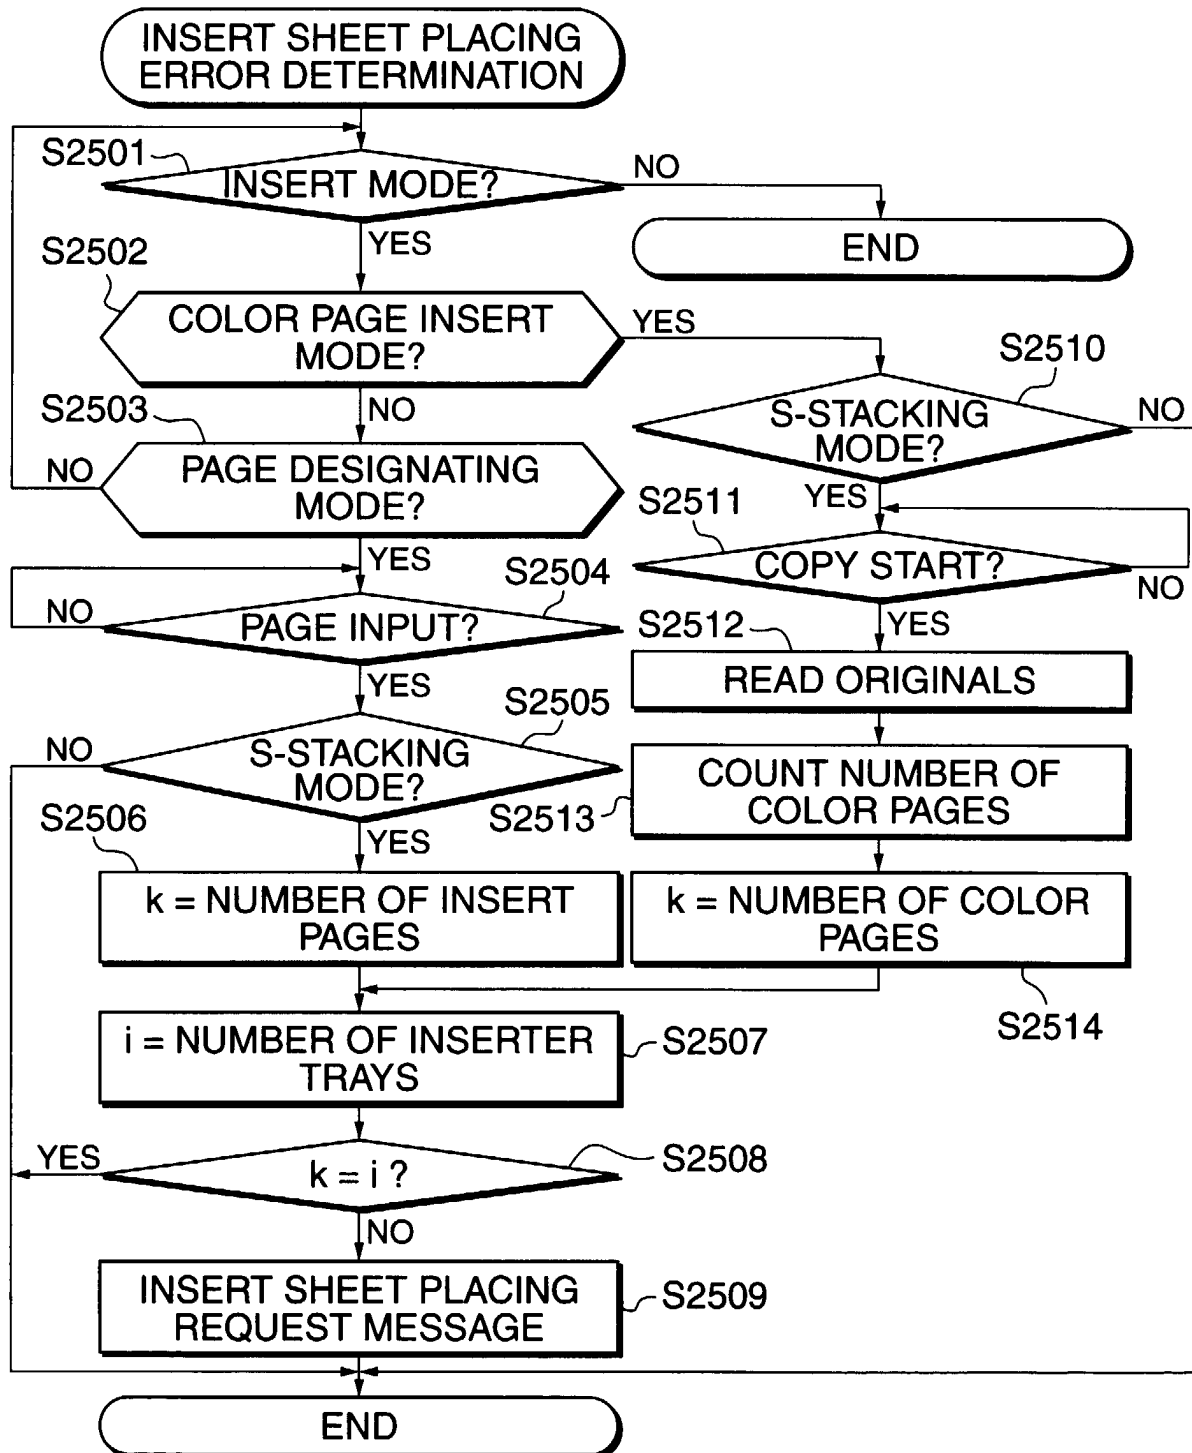 INSERT SHEET PLACING
ERROR DETERMINATION
S2501
INSERT MODE?
NO
END
YES
S2502
COLOR PAGE INSERT
MODE?
YES
NO
S2503
PAGE DESIGNATING
MODE?
NO
YES
S2510
S-STACKING
MODE?
NO
YES
S2511
COPY START?
NO
YES
S2504
PAGE INPUT?
NO
YES
S2512
READ ORIGINALS
S2505
S-STACKING
MODE?
NO
YES
S2513
COUNT NUMBER OF
COLOR PAGES
S2506
k = NUMBER OF INSERT
PAGES
k = NUMBER OF COLOR
PAGES
S2514
i = NUMBER OF INSERTER
TRAYS
S2507
YES
k = i ?
S2508
NO
INSERT SHEET PLACING
REQUEST MESSAGE
S2509
END